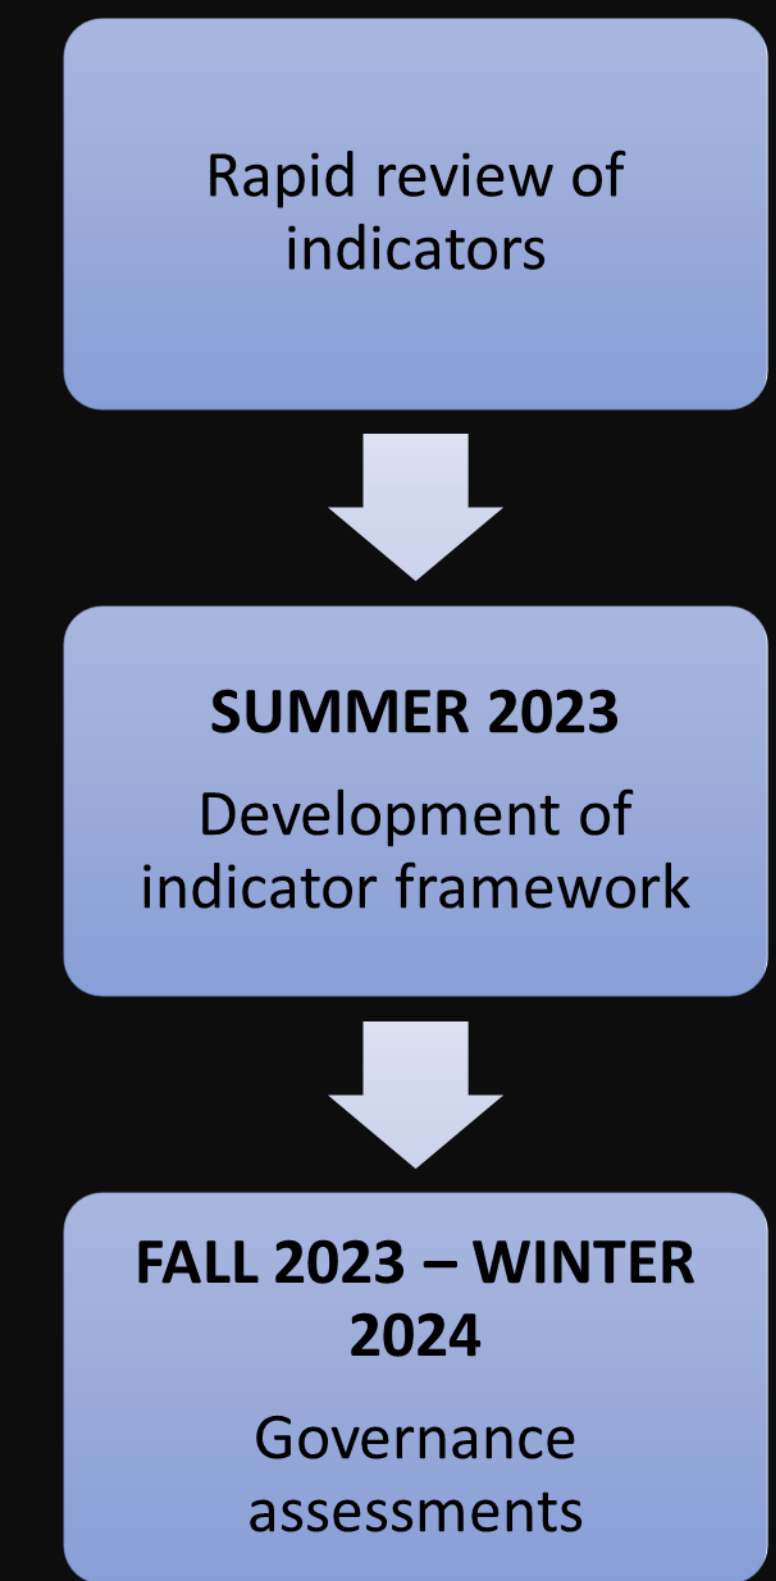 Rapid review of
indicators
SUMMER 2023
Development of
indicator framework
FALL 2023 – WINTER
2024
Governance
assessments